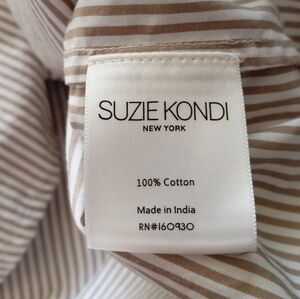 SUZIE KONDI
NEW YORK
100% Cotton
Made in India
RN#160930